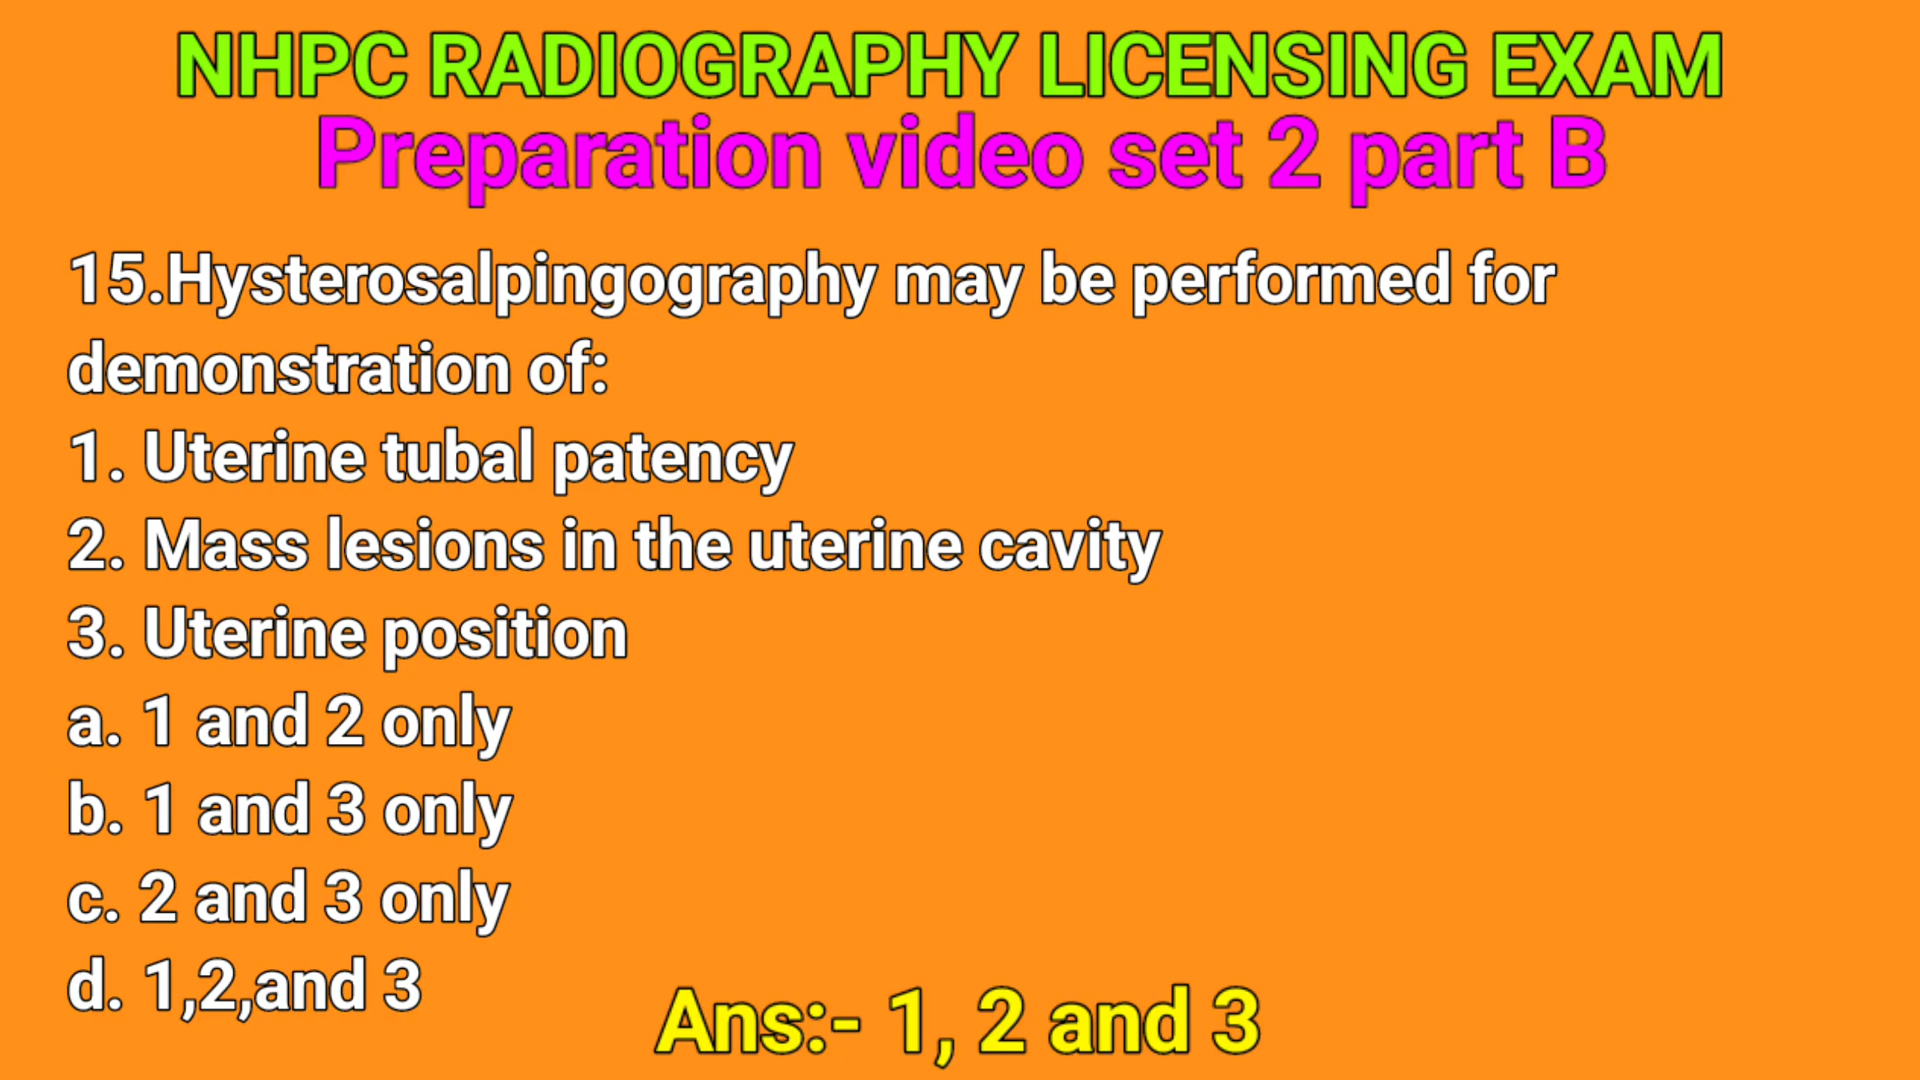 NHPC RADIOGRAPHY LICENSING EXAM
Preparation video set 2 part B
15.Hysterosalpingography may be performed for
demonstration of:
1. Uterine tubal patency
2. Mass lesions in the uterine cavity
3. Uterine position
a. 1 and 2 only
b. 1 and 3 only
c. 2 and 3 only
d. 1,2,and 3
Ans:- 1, 2 and 3